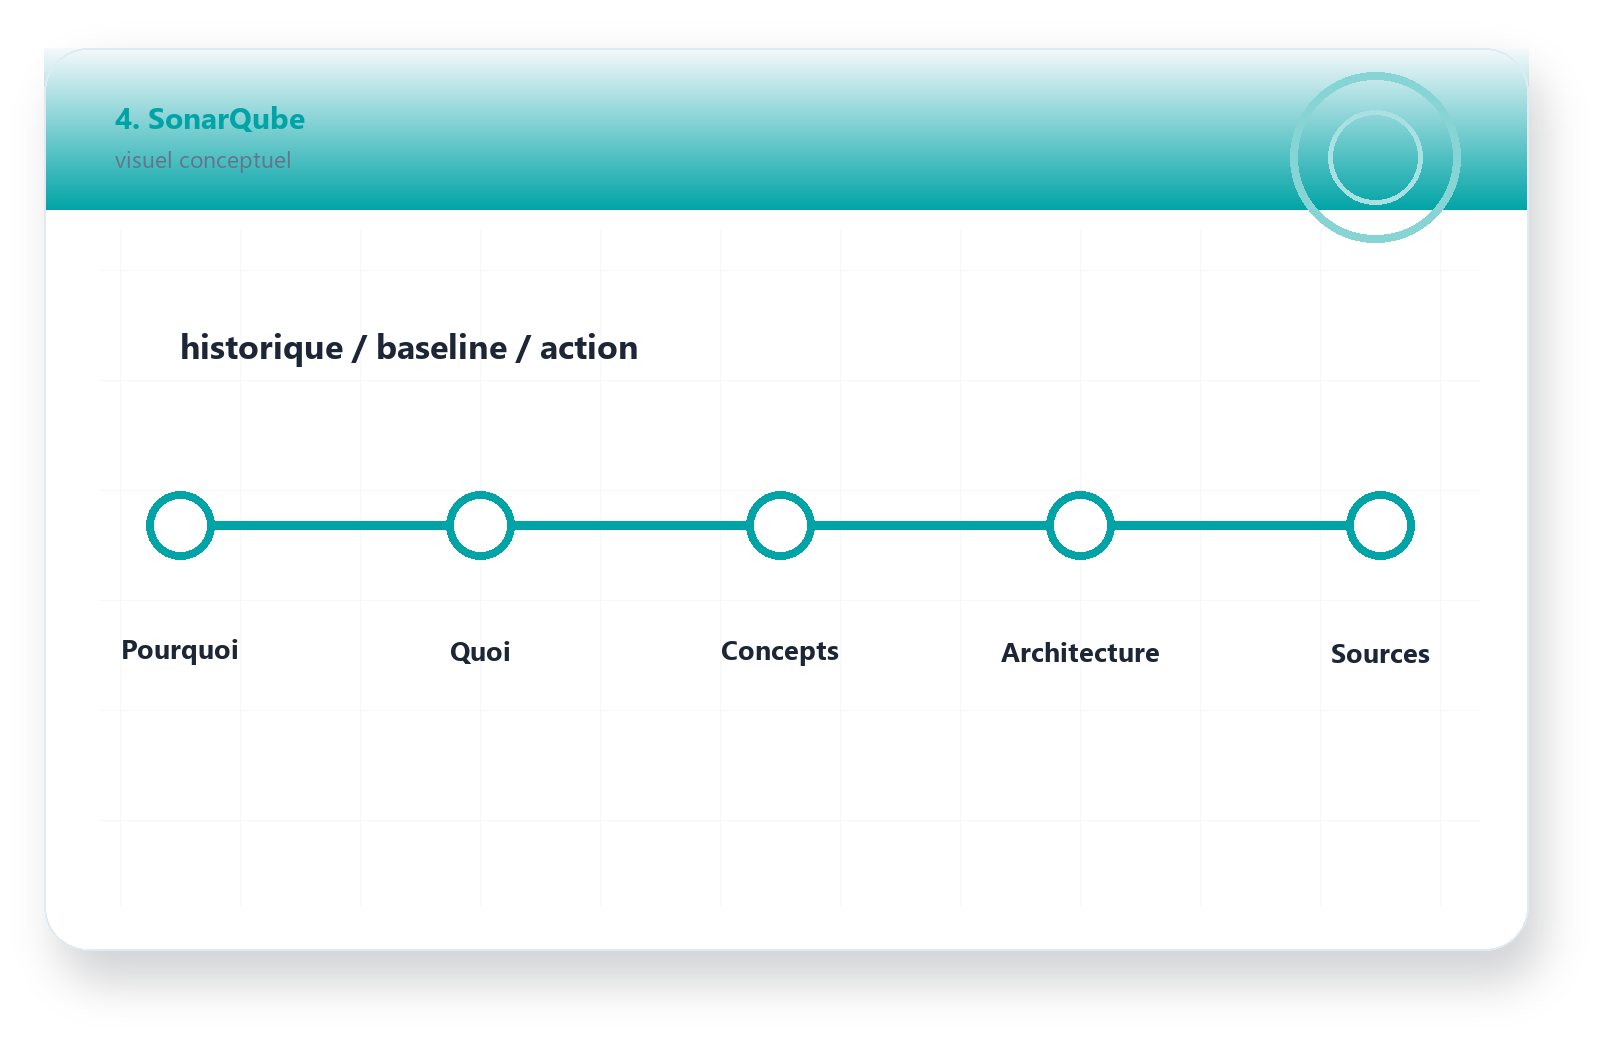 4. SonarQube
visuel conceptuel
historique / baseline / action
Pourquoi
Quoi
Concepts
Architecture
Sources